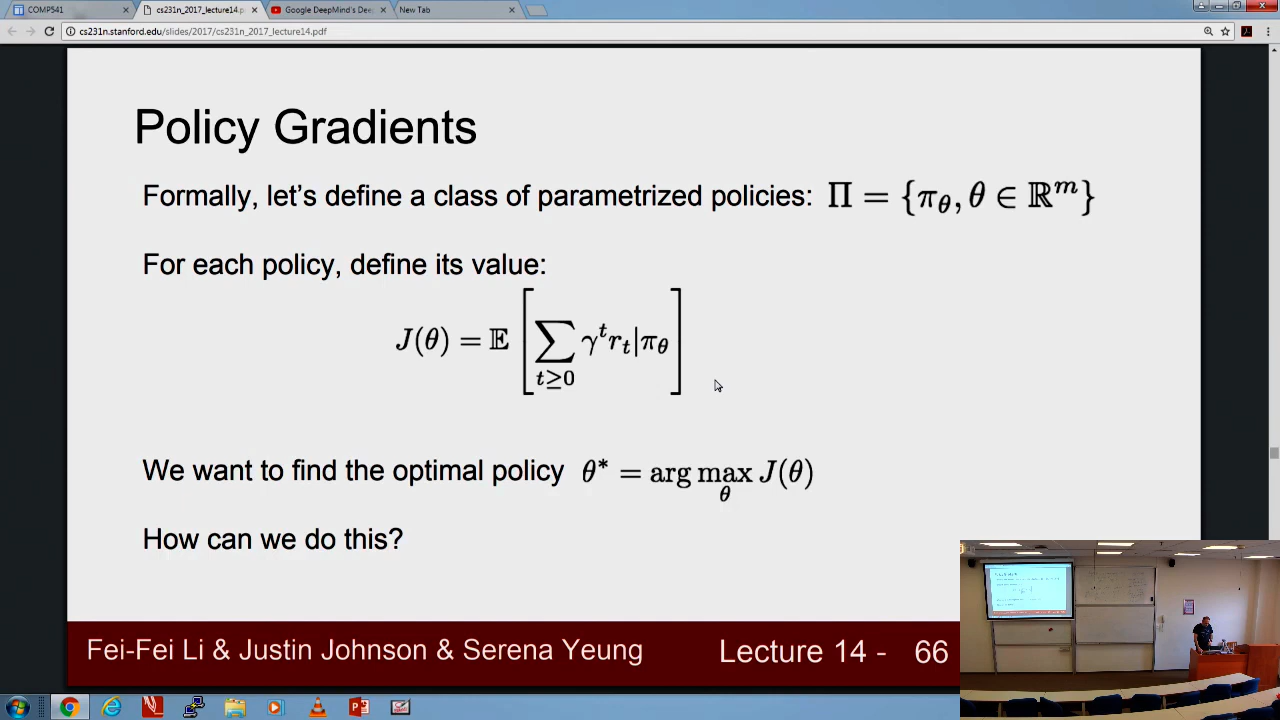 COMP541
cs231n_2017_lecture14.p
Google DeepMind's Dee
New Tab
cs231n.stanford.edu/slides/2017/cs231n_2017_lecture14.pdf
Policy Gradients
Formally, let's define a class of parametrized policies: Π = {π_θ, θ ∈ ℝ^m}
For each policy, define its value:
J(θ) = 𝔼 [∑_{t≥0} γ^t r_t | π_θ]
We want to find the optimal policy θ* = arg max_θ J(θ)
How can we do this?
Fei-Fei Li & Justin Johnson & Serena Yeung
Lecture 14 - 66